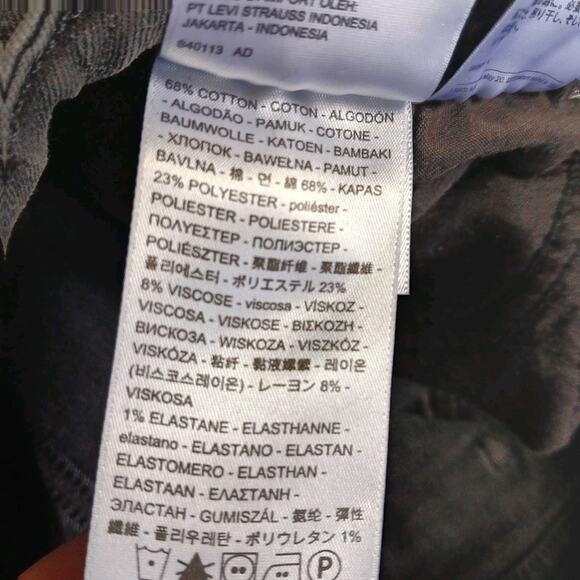 PT LEVI STRAUSS INDONESIA
JAKARTA - INDONESIA
640113 AD
68% COTTON - COTON - ALGODÓN
- ALGODÃO - PAMUK - COTONE -
BAUMWOLLE - KATOEN - BAMBAKI
- ХЛОПОК - BAWEŁNA - PAMUT -
BAVLNA - 棉 - 면 - 綿 68% - KAPAS
23% POLYESTER - poliéster -
POLIESTER - POLIESTERE -
ΠΟΛΥΕΣΤΕΡ - ПОЛИЭСТЕР -
POLIÉSZTER - 聚酯纤维 - 聚酯纖維 -
폴리에스터 - ポリエステル 23%
8% VISCOSE - viscosa - VİSKOZ -
VISCOSA - VISKOSE - ΒΙΣΚΟΖΗ -
ВИСКОЗА - WISKOZA - VISZKÓZ -
VISKÓZA - 粘纤 - 黏液嫘縈 - 레이온
(비스코스레이온) - レーヨン 8% -
VISKOSA
1% ELASTANE - ELASTHANNE -
elastano - ELASTANO - ELASTAN -
ELASTOMERO - ELASTHAN -
ELASTAAN - ΕΛΑΣΤΑΝΗ -
ЭЛАСТАН - GUMISZÁL - 氨纶 - 彈性
纖維 - 폴리우레탄 - ポリウレタン 1%
P